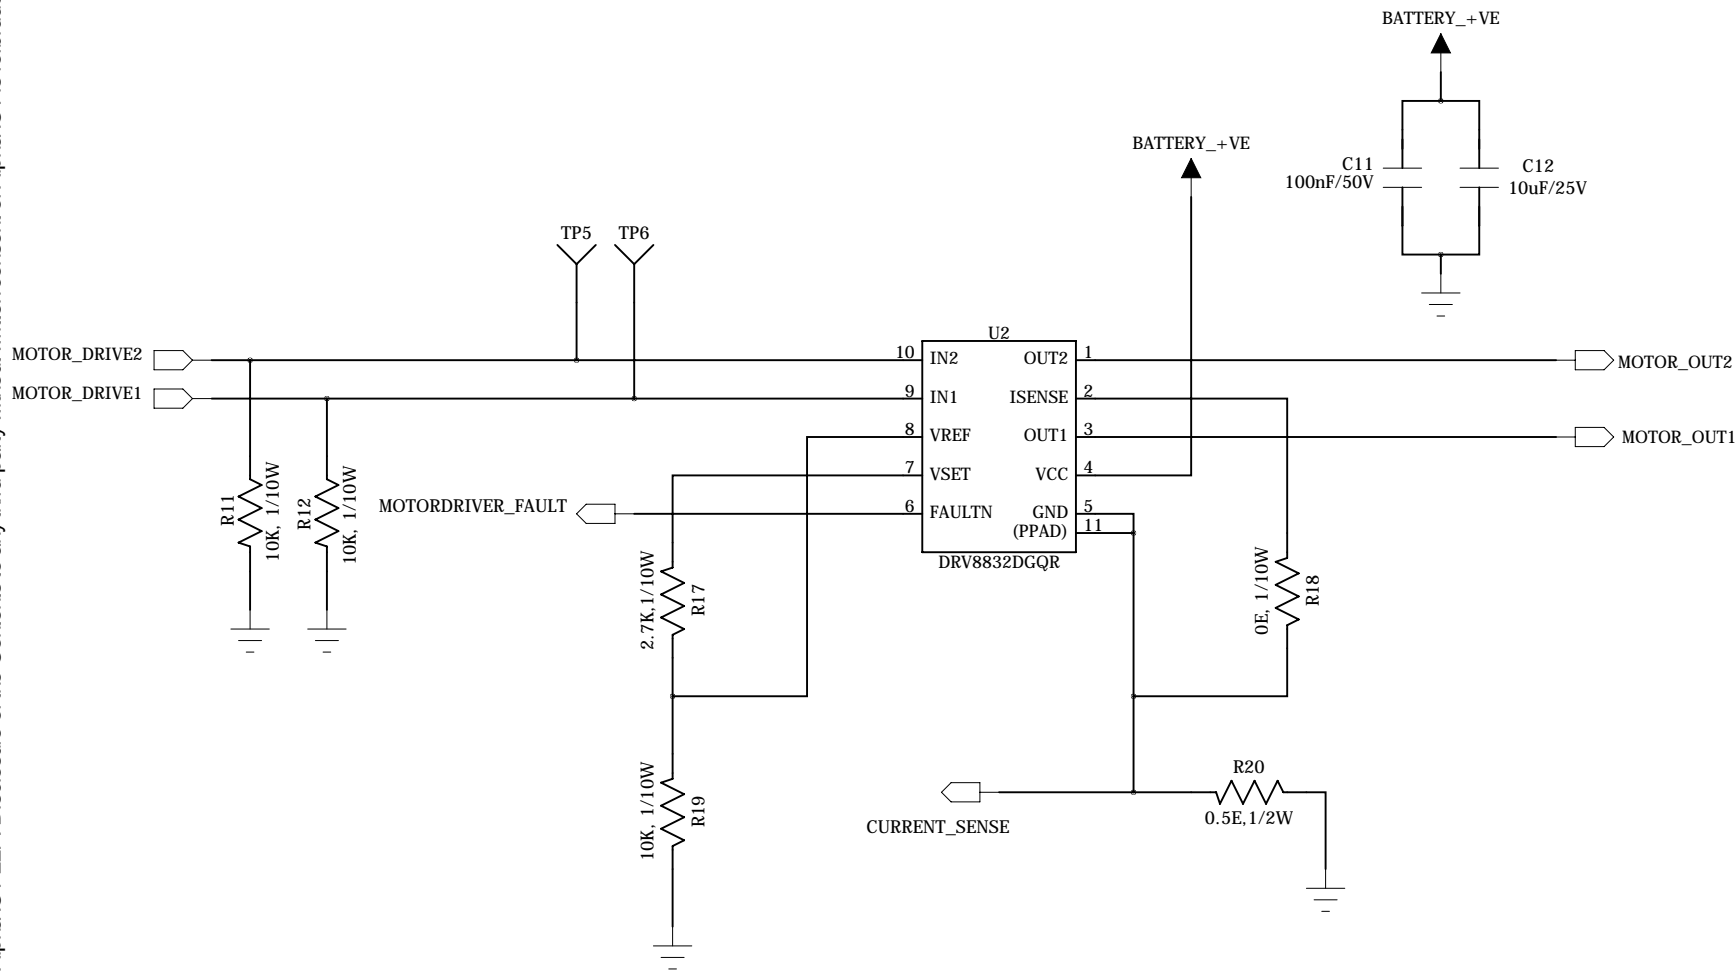 BATTERY_+VE
BATTERY_+VE
C11
100nF/50V
C12
10uF/25V
TP5
TP6
U2
MOTOR_DRIVE2
10
IN2
OUT2
1
MOTOR_OUT2
MOTOR_DRIVE1
9
IN1
ISENSE
2
8
VREF
OUT1
3
MOTOR_OUT1
7
VSET
VCC
4
MOTORDRIVER_FAULT
6
FAULTN
GND
5
(PPAD)
11
DRV8832DGQR
R11
10K, 1/10W
R12
10K, 1/10W
2.7K,1/10W
R17
0E, 1/10W
R18
10K, 1/10W
R19
CURRENT_SENSE
R20
0.5E,1/2W